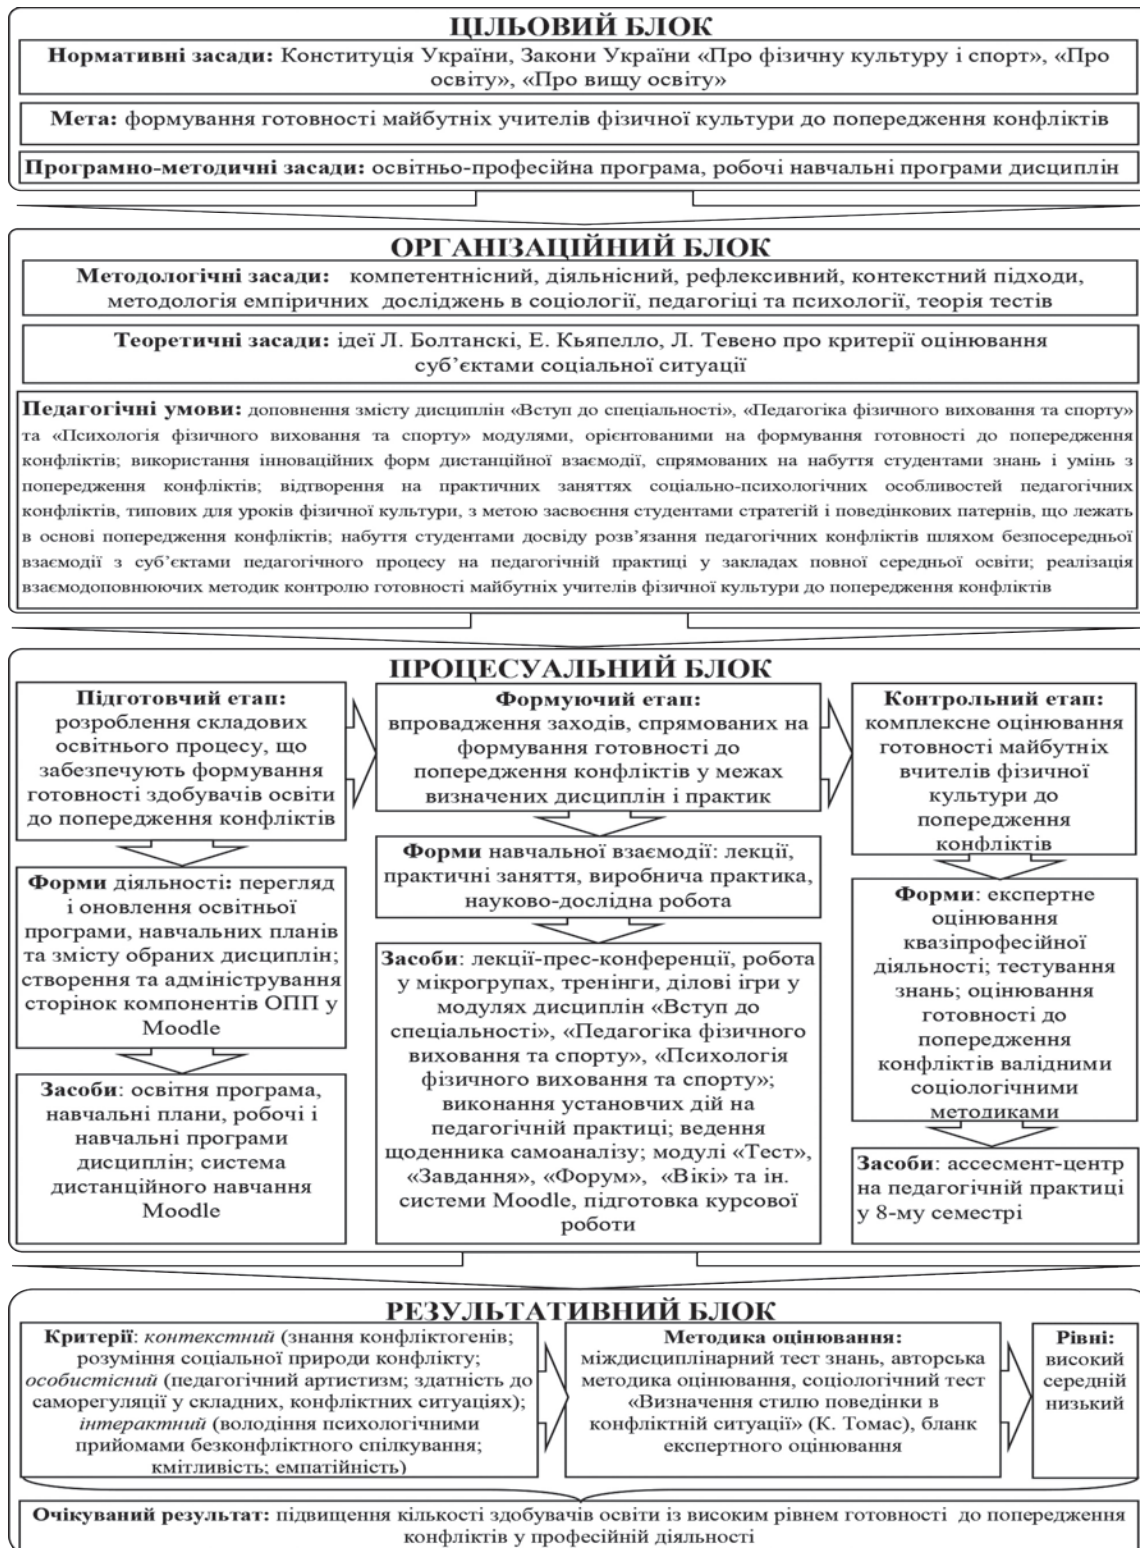 ЦІЛЬОВИЙ БЛОК
Нормативні засади: Конституція України, Закони України «Про фізичну культуру і спорт», «Про
освіту», «Про вищу освіту»
Мета: формування готовності майбутніх учителів фізичної культури до попередження конфліктів
Програмно-методичні засади: освітньо-професійна програма, робочі навчальні програми дисциплін
ОРГАНІЗАЦІЙНИЙ БЛОК
Методологічні засади: компетентнісний, діяльнісний, рефлексивний, контекстний підходи,
методологія емпіричних досліджень в соціології, педагогіці та психології, теорія тестів
Теоретичні засади: ідеї Л. Болтанскі, Е. Кьяпелло, Л. Тевено про критерії оцінювання
суб’єктами соціальної ситуації
Педагогічні умови: доповнення змісту дисциплін «Вступ до спеціальності», «Педагогіка фізичного виховання та спорту»
та «Психологія фізичного виховання та спорту» модулями, орієнтованими на формування готовності до попередження
конфліктів; використання інноваційних форм дистанційної взаємодії, спрямованих на набуття студентами знань і умінь з
попередження конфліктів; відтворення на практичних заняттях соціально-психологічних особливостей педагогічних
конфліктів, типових для уроків фізичної культури, з метою засвоєння студентами стратегій і поведінкових патернів, що лежать
в основі попередження конфліктів; набуття студентами досвіду розв’язання педагогічних конфліктів шляхом безпосередньої
взаємодії з суб’єктами педагогічного процесу на педагогічній практиці у закладах повної середньої освіти; реалізація
взаємодоповнюючих методик контролю готовності майбутніх учителів фізичної культури до попередження конфліктів
ПРОЦЕСУАЛЬНИЙ БЛОК
Підготовчий етап:
розроблення складових
освітнього процесу, що
забезпечують формування
готовності здобувачів освіти
до попередження конфліктів
Форми діяльності: перегляд
і оновлення освітньої
програми, навчальних планів
та змісту обраних дисциплін;
створення та адміністрування
сторінок компонентів ОПП у
Moodle
Засоби: освітня програма,
навчальні плани, робочі і
навчальні програми
дисциплін; система
дистанційного навчання
Moodle
Формуючий етап:
впровадження заходів, спрямованих на
формування готовності до
попередження конфліктів у межах
визначених дисциплін і практик
Форми навчальної взаємодії: лекції,
практичні заняття, виробнича практика,
науково-дослідна робота
Засоби: лекції-прес-конференції, робота
у мікрогрупах, тренінги, ділові ігри у
модулях дисциплін «Вступ до
спеціальності», «Педагогіка фізичного
виховання та спорту», «Психологія
фізичного виховання та спорту»;
виконання установчих дій на
педагогічній практиці; ведення
щоденника самоаналізу; модулі «Тест»,
«Завдання», «Форум», «Вікі» та ін.
системи Moodle, підготовка курсової
роботи
Контрольний етап:
комплексне оцінювання
готовності майбутніх
вчителів фізичної
культури до
попередження
конфліктів
Форми: експертне
оцінювання
квазіпрофесійної
діяльності; тестування
знань; оцінювання
готовності до
попередження
конфліктів валідними
соціологічними
методиками
Засоби: ассесмент-центр
на педагогічній практиці
у 8-му семестрі
РЕЗУЛЬТАТИВНИЙ БЛОК
Критерії: контекстний (знання конфліктогенів;
розуміння соціальної природи конфлікту;
особистісний (педагогічний артистизм; здатність до
саморегуляції у складних, конфліктних ситуаціях);
інтерактний (володіння психологічними
прийомами безконфліктного спілкування;
кмітливість; емпатійність)
Методика оцінювання:
міждисциплінарний тест знань, авторська
методика оцінювання, соціологічний тест
«Визначення стилю поведінки в
конфліктній ситуації» (К. Томас), бланк
експертного оцінювання
Рівні:
високий
середній
низький
Очікуваний результат: підвищення кількості здобувачів освіти із високим рівнем готовності до попередження
конфліктів у професійній діяльності